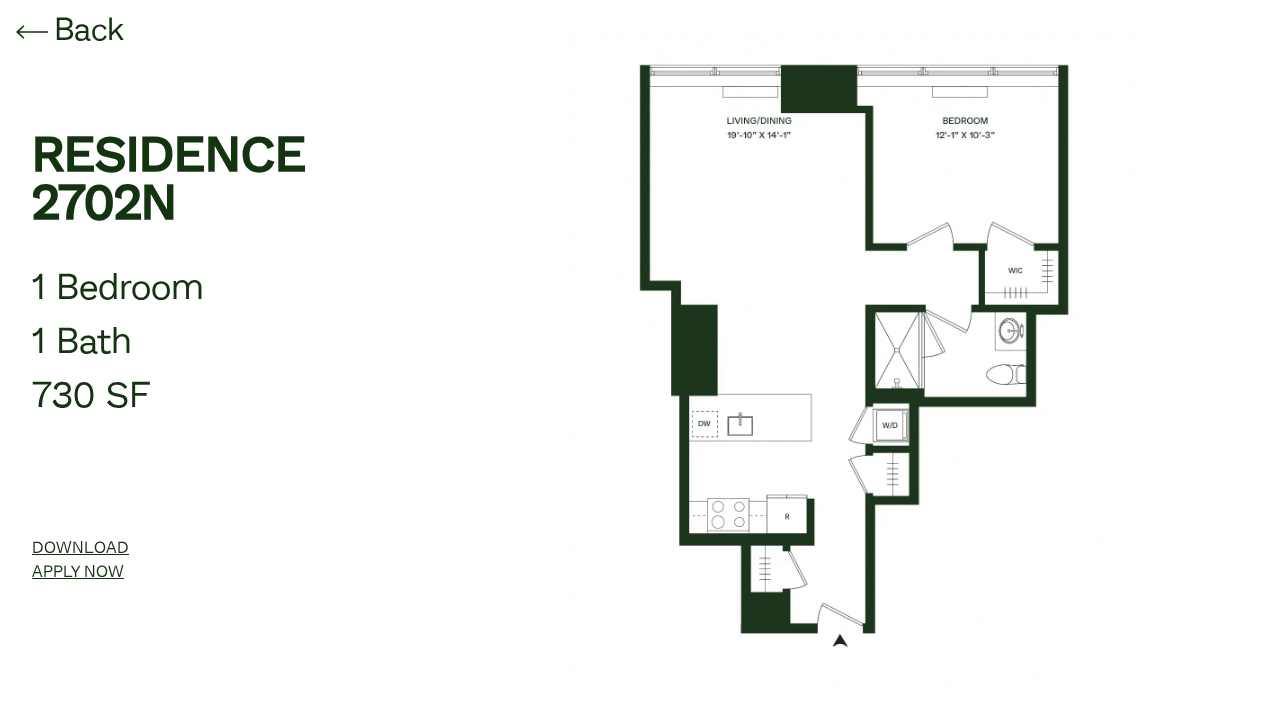 Back
RESIDENCE
2702N
1 Bedroom
1 Bath
730 SF
DOWNLOAD
APPLY NOW
LIVING/DINING
19'-10" X 14'-1"
BEDROOM
12'-1" X 10'-3"
WIC
DW
W/D
R